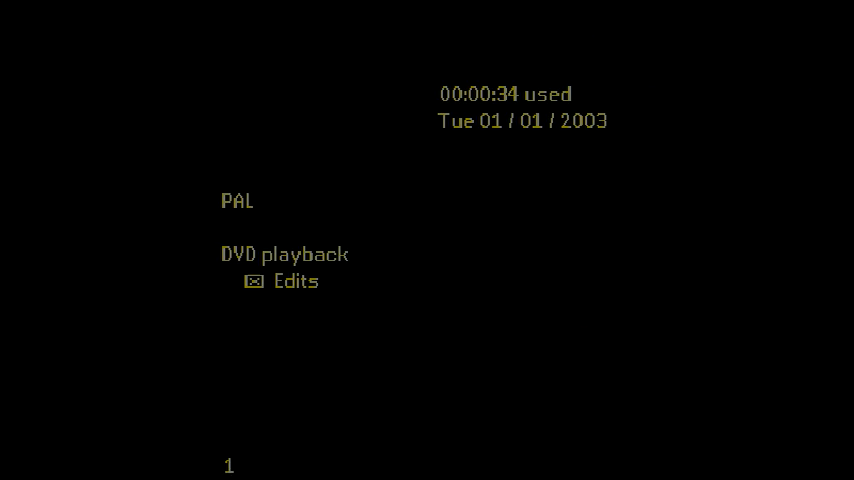 00:00:34 used
Tue 01 / 01 / 2003
PAL
DVD playback
Edits
1